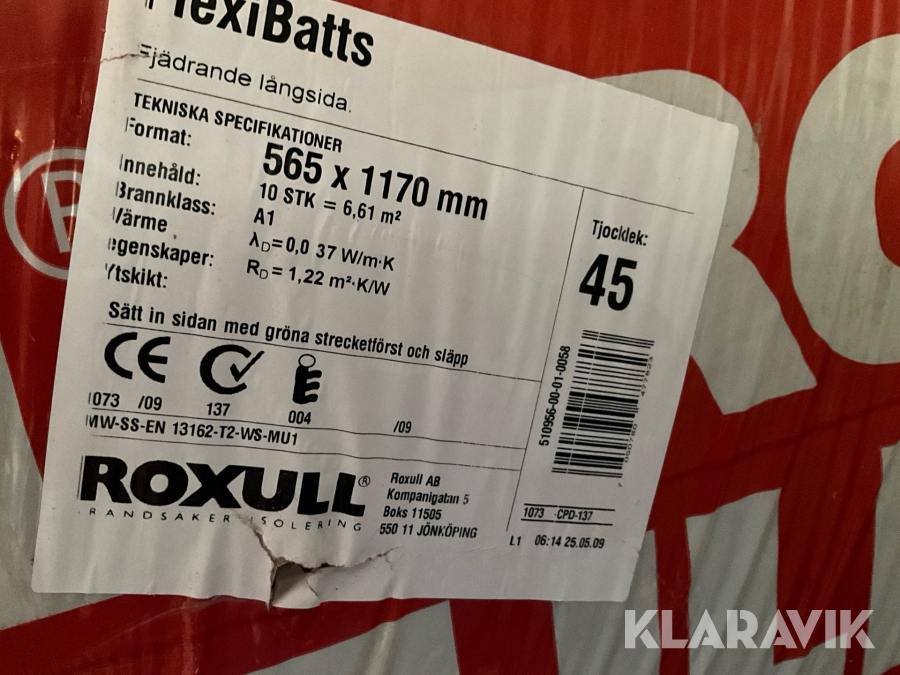 FlexiBatts
Fjädrande långsida.
TEKNISKA SPECIFIKATIONER
Format: 565 x 1170 mm
Innehåld: 10 STK = 6,61 m²
Brannklass: A1
Värme λD=0,0 37 W/m·K
egenskaper: RD=1,22 m²·K/W
Ytskikt:
Tjocklek:
45
Sätt in sidan med gröna strecketförst och släpp
CE
1073 /09 137 004 /09
MW-SS-EN 13162-T2-WS-MU1
510956-00-01-0058
ROXULL®
BRANDSÄKER ISOLERING
Roxull AB
Kompanigatan 5
Boks 11505
550 11 JÖNKÖPING
1073 -CPD-137
L1 06:14 25.05.09
KLARAVIK